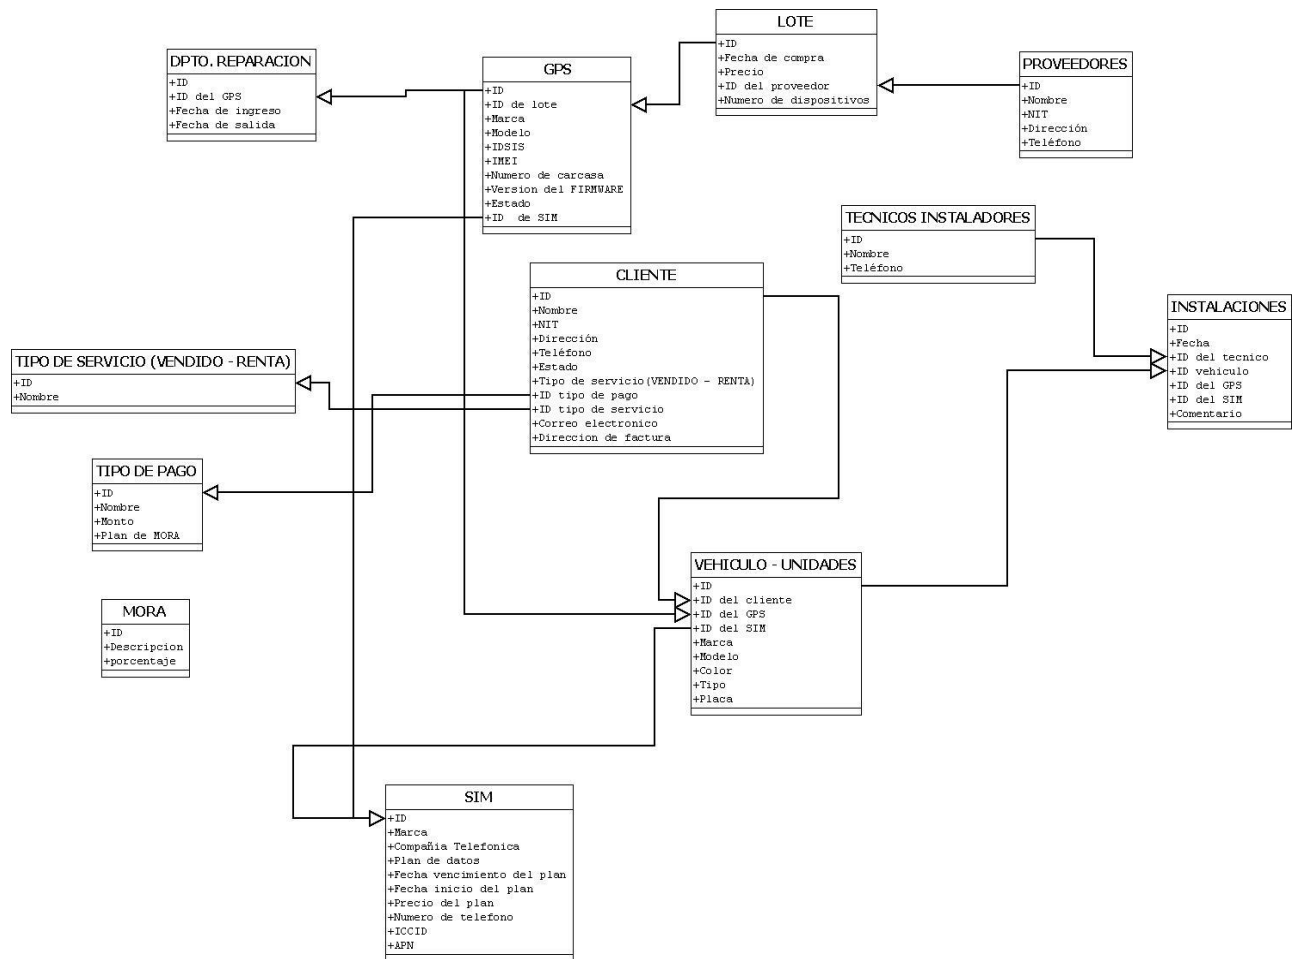 LOTE
+ID
+Fecha de compra
+Precio
+ID del proveedor
+Numero de dispositivos
DPTO. REPARACION
+ID
+ID del GPS
+Fecha de ingreso
+Fecha de salida
GPS
+ID
+ID de lote
+Marca
+Modelo
+IDSIS
+IMEI
+Numero de carcasa
+Version del FIRMWARE
+Estado
+ID de SIM
PROVEEDORES
+ID
+Nombre
+NIT
+Dirección
+Teléfono
TECNICOS INSTALADORES
+ID
+Nombre
+Teléfono
CLIENTE
+ID
+Nombre
+NIT
+Dirección
+Teléfono
+Estado
+Tipo de servicio(VENDIDO - RENTA)
+ID tipo de pago
+ID tipo de servicio
+Correo electronico
+Direccion de factura
INSTALACIONES
+ID
+Fecha
+ID del tecnico
+ID vehiculo
+ID del GPS
+ID del SIM
+Comentario
TIPO DE SERVICIO (VENDIDO - RENTA)
+ID
+Nombre
TIPO DE PAGO
+ID
+Nombre
+Monto
+Plan de MORA
MORA
+ID
+Descripcion
+porcentaje
VEHICULO - UNIDADES
+ID
+ID del cliente
+ID del GPS
+ID del SIM
+Marca
+Modelo
+Color
+Tipo
+Placa
SIM
+ID
+Marca
+Compañia Telefonica
+Plan de datos
+Fecha vencimiento del plan
+Fecha inicio del plan
+Precio del plan
+Numero de telefono
+ICCID
+APN